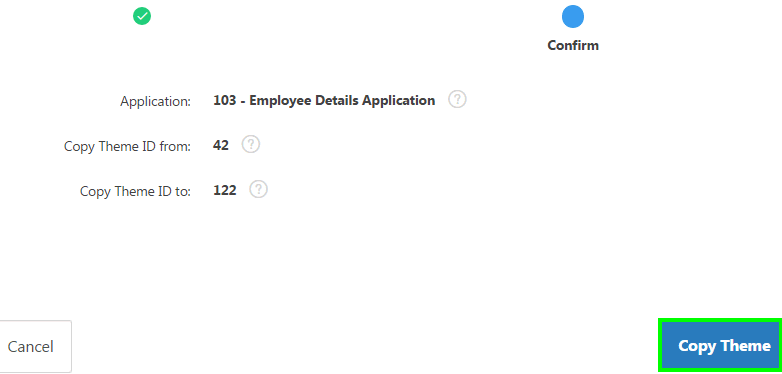 Confirm
Application: 103 - Employee Details Application ?
Copy Theme ID from: 42 ?
Copy Theme ID to: 122 ?
Cancel Copy Theme